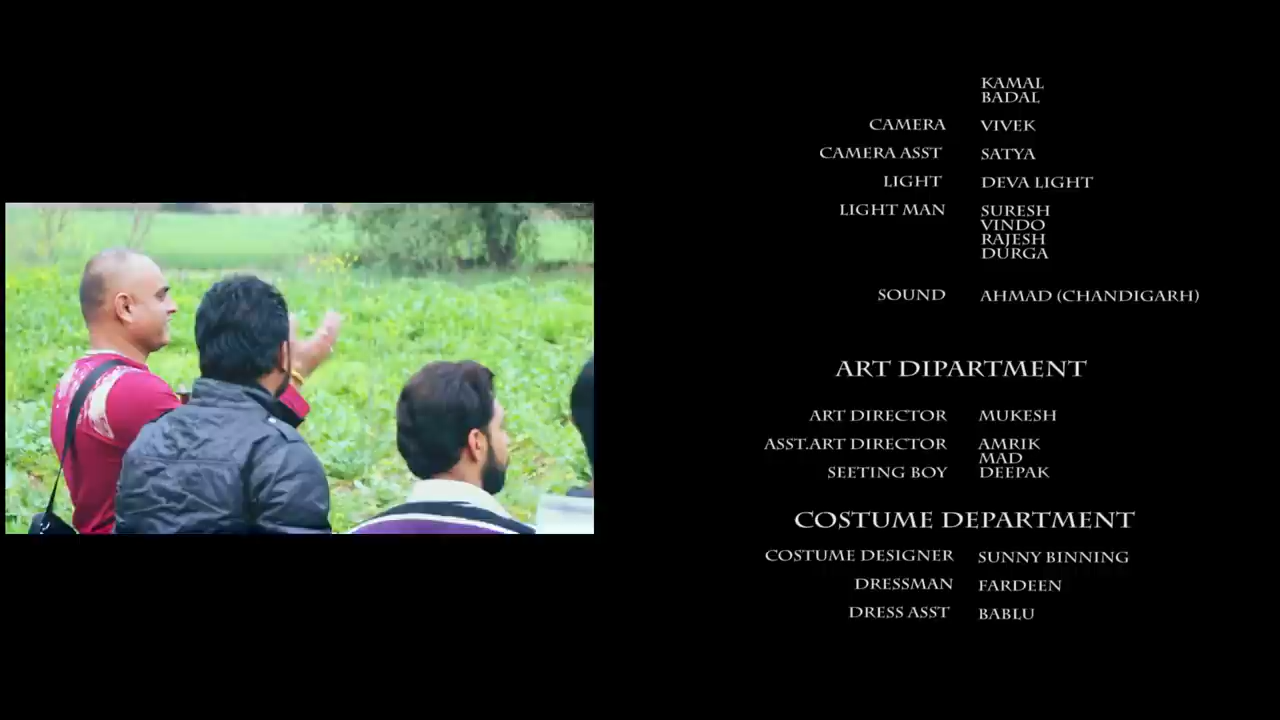 KAMAL
BADAL
CAMERA VIVEK
CAMERA ASST SATYA
LIGHT DEVA LIGHT
LIGHT MAN SURESH
VINDO
RAJESH
DURGA
SOUND AHMAD (CHANDIGARH)
ART DIPARTMENT
ART DIRECTOR MUKESH
ASST.ART DIRECTOR AMRIK
MAD
SEETING BOY DEEPAK
COSTUME DEPARTMENT
COSTUME DESIGNER SUNNY BINNING
DRESSMAN FARDEEN
DRESS ASST BABLU